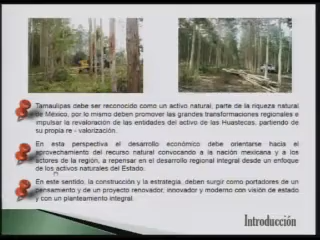 Tamaulipas debe ser reconocido como un activo natural, parte de la riqueza natural
de México, por lo mismo deben promover las grandes transformaciones regionales e
impulsar la revaloración de las entidades del activo de las Huastecas, partiendo de
su propia re - valorización.
En esta perspectiva el desarrollo económico debe orientarse hacia el
aprovechamiento del recurso natural convocando a la nación mexicana y a los
actores de la región, a repensar en el desarrollo regional integral desde un enfoque
de los activos naturales del Estado.
En este sentido, la construcción y la estrategia, deben surgir como portadores de un
pensamiento y de un proyecto renovador, innovador y moderno con visión de estado
y con un planteamiento integral.
Introducción